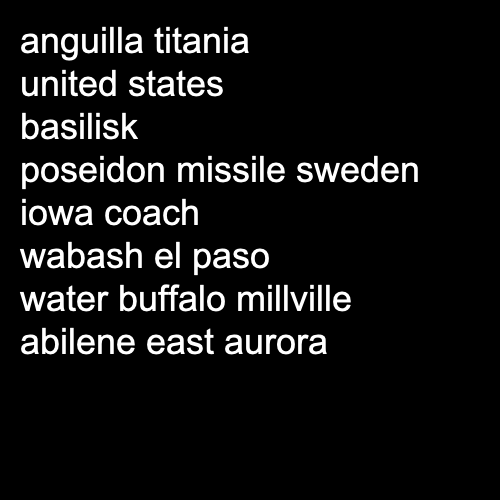 anguilla titania
united states
basilisk
poseidon missile sweden
iowa coach
wabash el paso
water buffalo millville
abilene east aurora